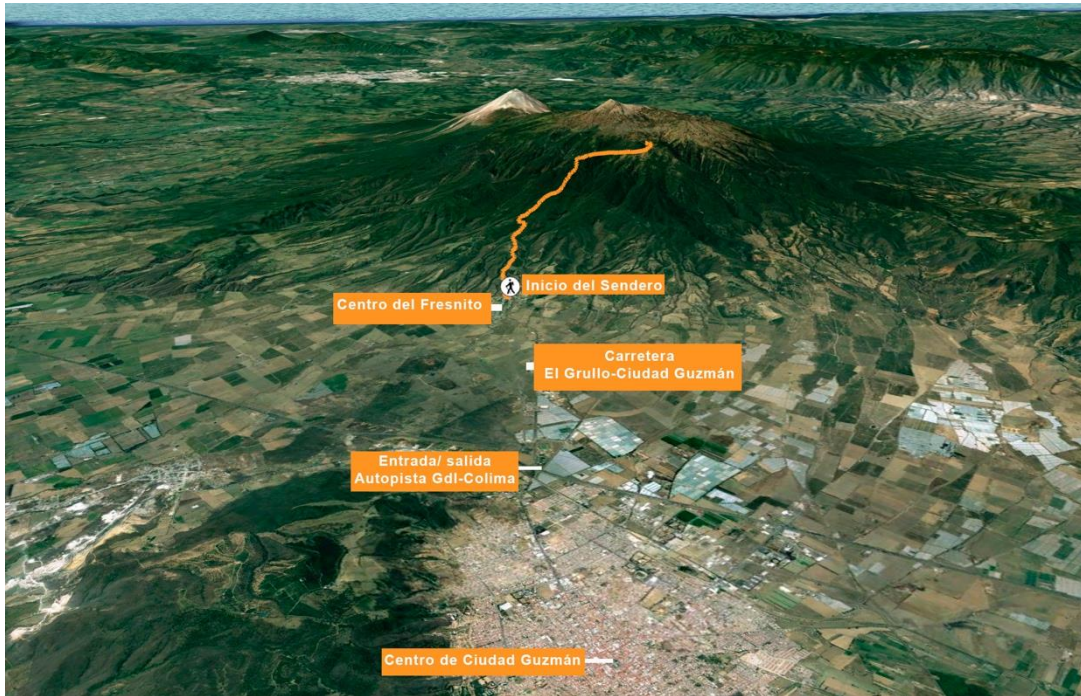 Inicio del Sendero
Centro del Fresnito
Carretera
El Grullo-Ciudad Guzmán
Entrada/ salida
Autopista Gdl-Colima
Centro de Ciudad Guzmán